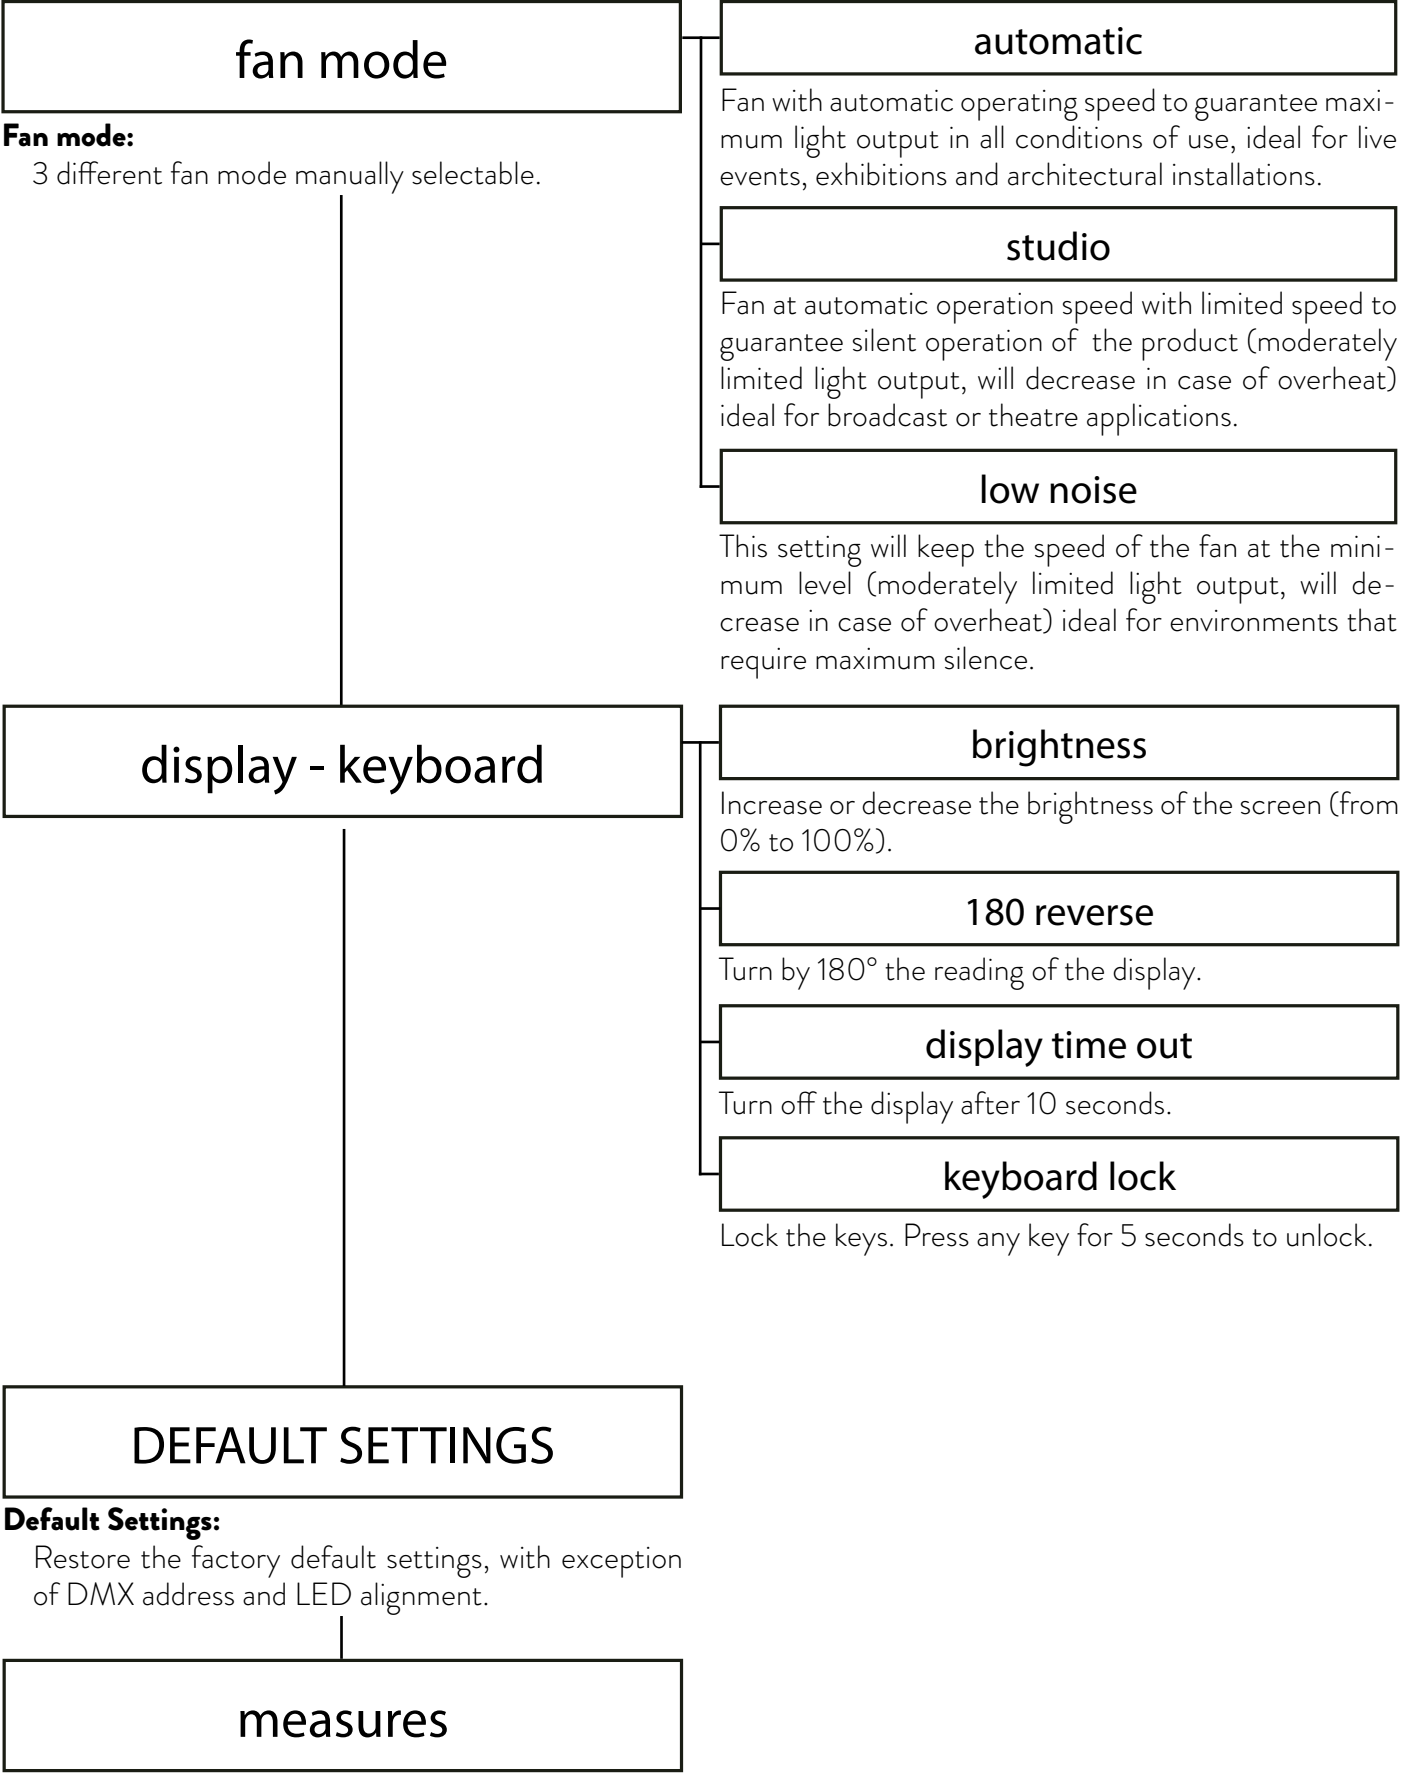 fan mode
Fan mode:
3 different fan mode manually selectable.
automatic
Fan with automatic operating speed to guarantee maxi-
mum light output in all conditions of use, ideal for live
events, exhibitions and architectural installations.
studio
Fan at automatic operation speed with limited speed to
guarantee silent operation of the product (moderately
limited light output, will decrease in case of overheat)
ideal for broadcast or theatre applications.
low noise
This setting will keep the speed of the fan at the mini-
mum level (moderately limited light output, will de-
crease in case of overheat) ideal for environments that
require maximum silence.
display - keyboard
brightness
Increase or decrease the brightness of the screen (from
0% to 100%).
180 reverse
Turn by 180° the reading of the display.
display time out
Turn off the display after 10 seconds.
keyboard lock
Lock the keys. Press any key for 5 seconds to unlock.
DEFAULT SETTINGS
Default Settings:
Restore the factory default settings, with exception
of DMX address and LED alignment.
measures